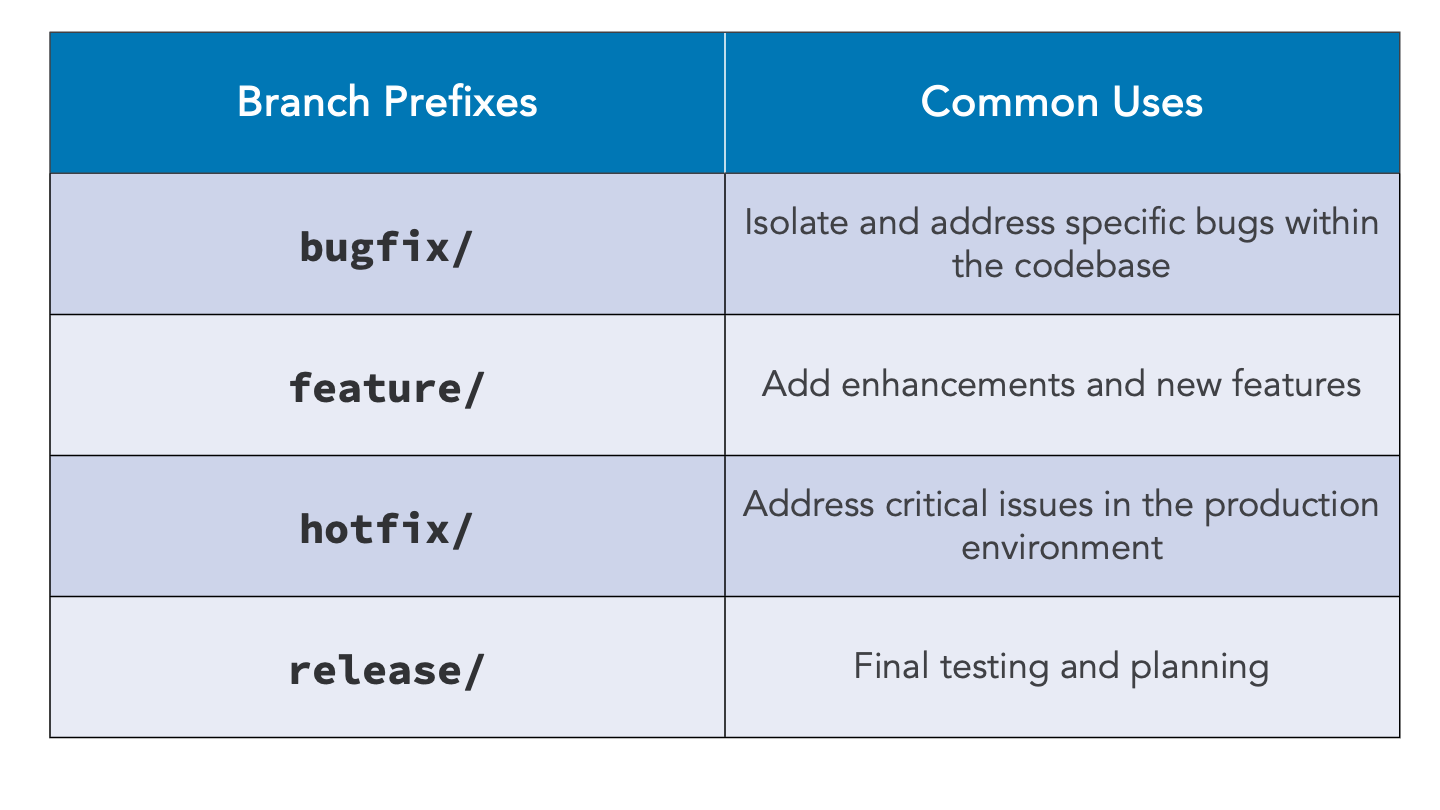 Branch Prefixes
Common Uses
bugfix/
Isolate and address specific bugs within
the codebase
feature/
Add enhancements and new features
hotfix/
Address critical issues in the production
environment
release/
Final testing and planning